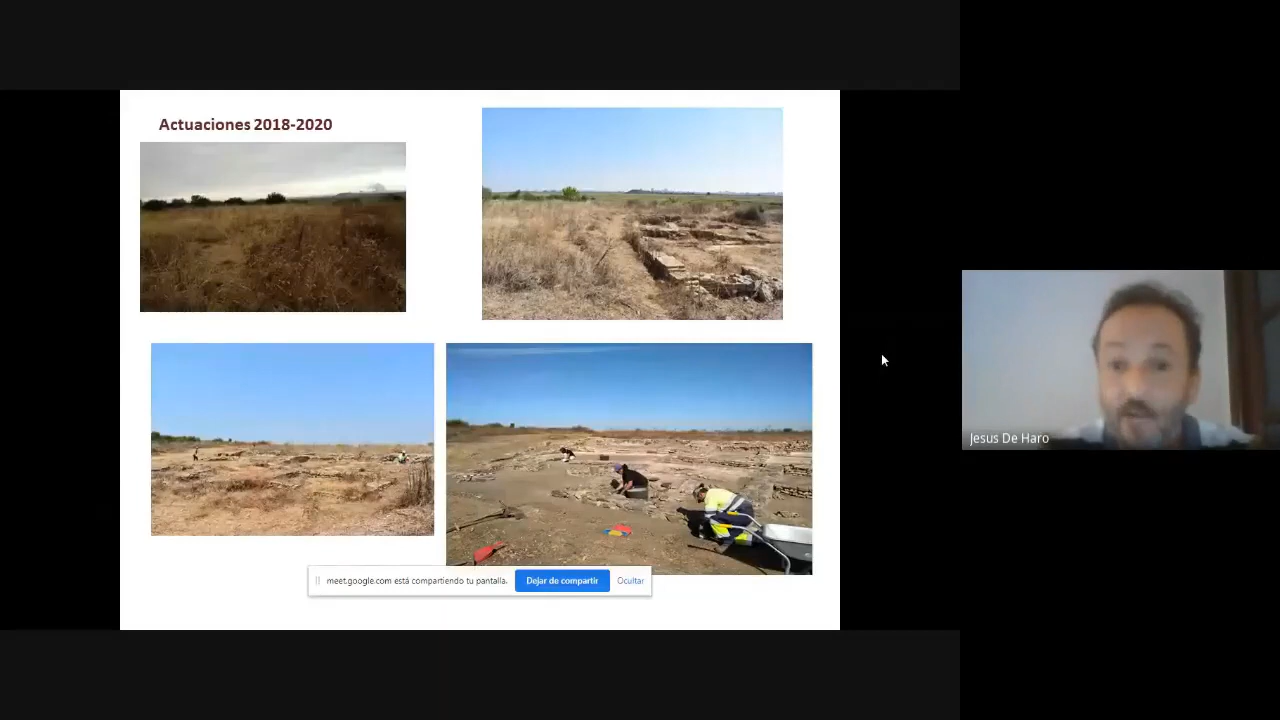 Actuaciones 2018-2020
meet.google.com está compartiendo tu pantalla.
Dejar de compartir
Ocultar
Jesus De Haro